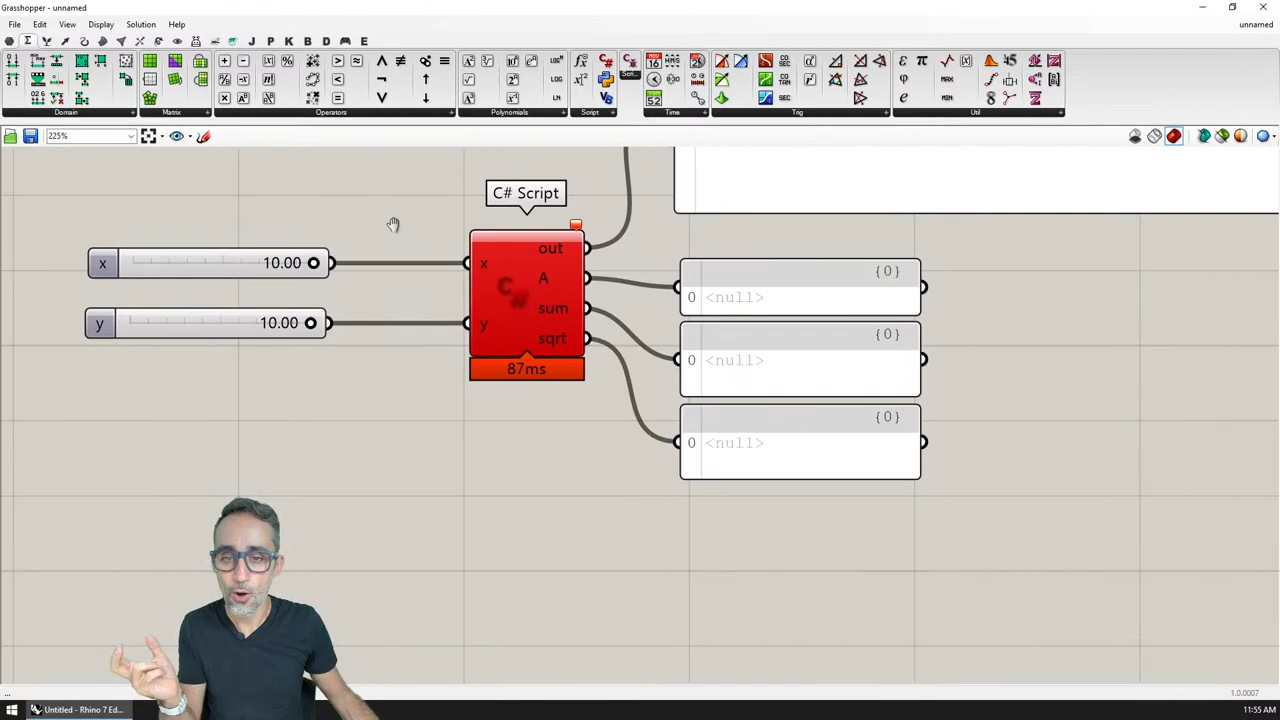 Grasshopper - unnamed
File Edit View Display Solution Help
unnamed
Σ J P K B D E
Domain Matrix Operators Polynomials Script Time Trig Util
225%
C# Script
x 10.00
y 10.00
x
y
out
A
sum
sqrt
87ms
{0}
0 <null>
{0}
0 <null>
{0}
0 <null>
...
1.0.0007
Untitled - Rhino 7 Ed...
11:55 AM